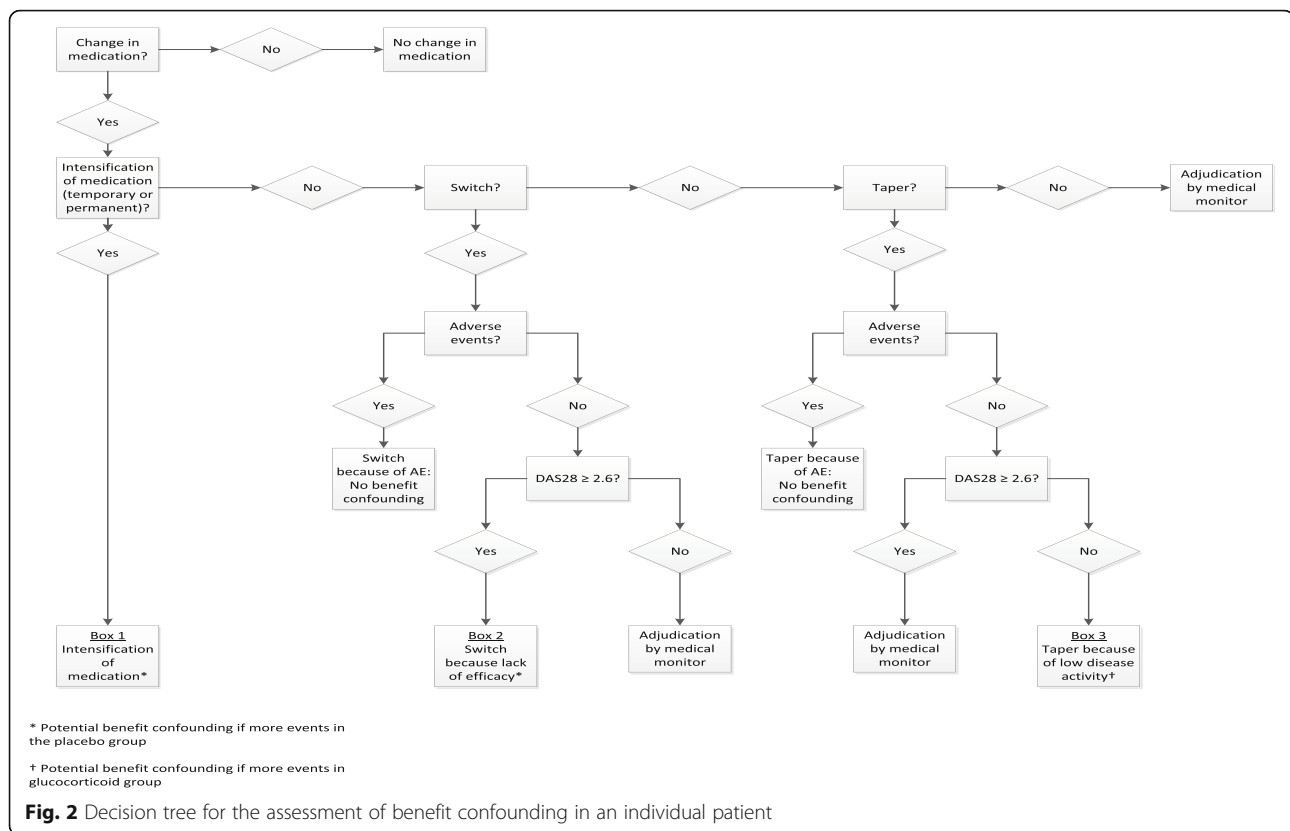 Change in
medication?
No
No change in
medication
Yes
Intensification
of medication
(temporary or
permanent)?
No
Switch?
No
Taper?
No
Adjudication
by medical
monitor
Yes
Yes
Yes
Adverse
events?
Adverse
events?
Yes
No
Yes
No
Switch
because of AE:
No benefit
confounding
DAS28 ≥ 2.6?
Taper because
of AE:
No benefit
confounding
DAS28 ≥ 2.6?
Yes
No
Yes
No
Box 1
Intensification
of
medication*
Box 2
Switch
because lack
of efficacy*
Adjudication
by medical
monitor
Adjudication
by medical
monitor
Box 3
Taper because
of low disease
activity†
* Potential benefit confounding if more events in
the placebo group
† Potential benefit confounding if more events in
glucocorticoid group
Fig. 2 Decision tree for the assessment of benefit confounding in an individual patient